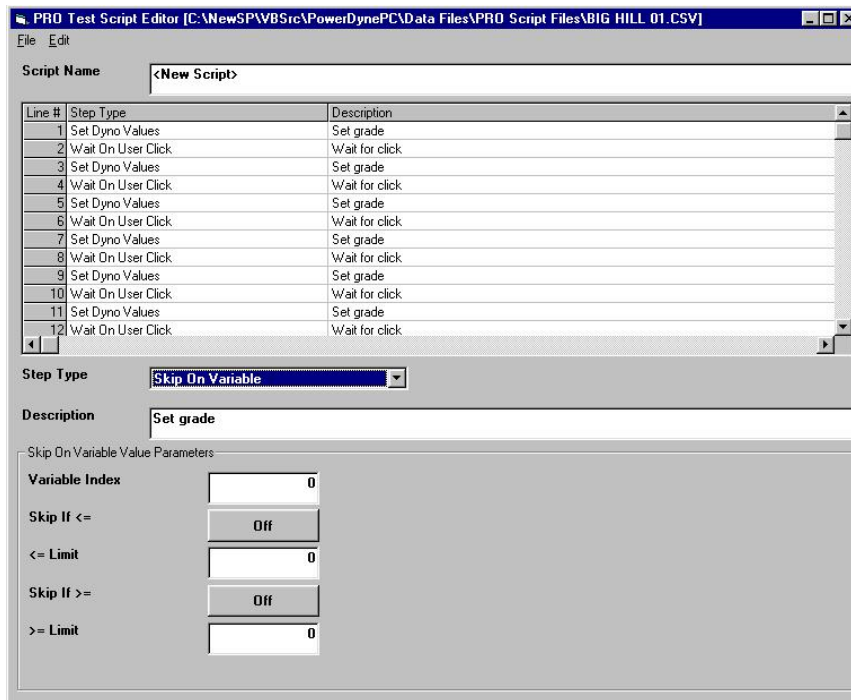 PRO Test Script Editor [C:\NewSP\VBSrc\PowerDynePC\Data Files\PRO Script Files\BIG HILL 01.CSV]
File Edit
Script Name <New Script>
Line # Step Type Description
1 Set Dyno Values Set grade
2 Wait On User Click Wait for click
3 Set Dyno Values Set grade
4 Wait On User Click Wait for click
5 Set Dyno Values Set grade
6 Wait On User Click Wait for click
7 Set Dyno Values Set grade
8 Wait On User Click Wait for click
9 Set Dyno Values Set grade
10 Wait On User Click Wait for click
11 Set Dyno Values Set grade
12 Wait On User Click Wait for click
Step Type Skip On Variable
Description Set grade
Skip On Variable Value Parameters
Variable Index 0
Skip If <= Off
<= Limit 0
Skip If >= Off
>= Limit 0